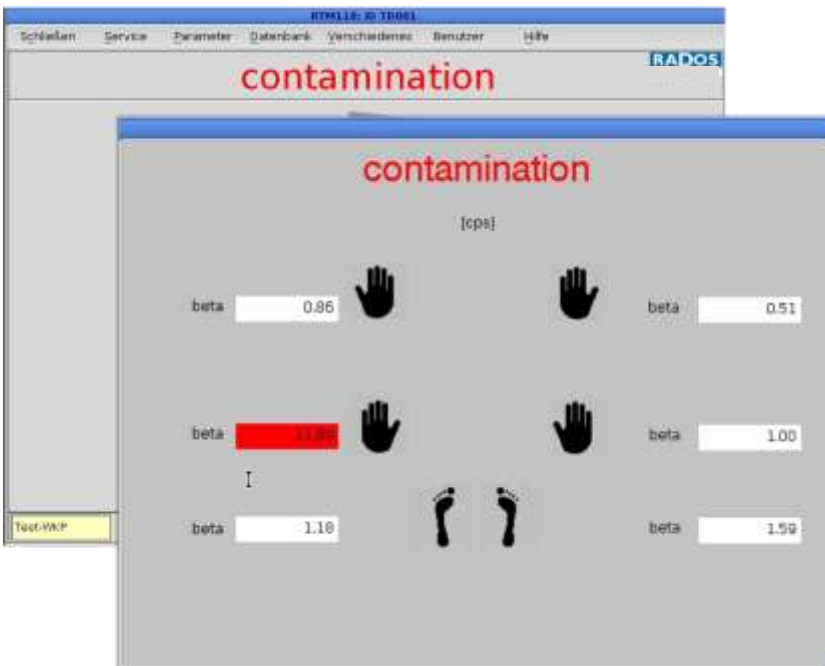 RTM110: ID TD001
Schließen Service Parameter Datenbank Verschiedenes Benutzer Hilfe
RADOS
contamination
contamination
[cps]
beta 0.86 beta 0.51
beta beta 1.00
beta 1.18 beta 1.59
Test-WKP